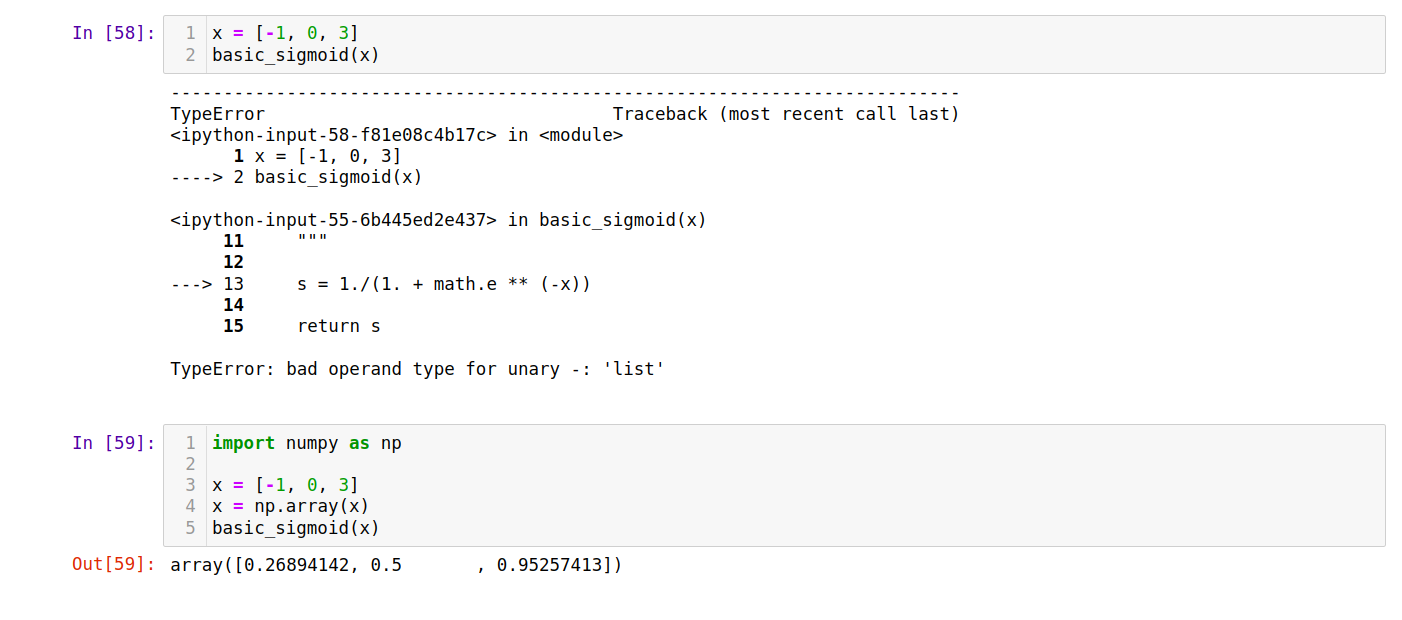 In [58]:
1 x = [-1, 0, 3]
2 basic_sigmoid(x)
---------------------------------------------------------------------------
TypeError                                 Traceback (most recent call last)
<ipython-input-58-f81e08c4b17c> in <module>
      1 x = [-1, 0, 3]
----> 2 basic_sigmoid(x)

<ipython-input-55-6b445ed2e437> in basic_sigmoid(x)
     11     """
     12
---> 13     s = 1./(1. + math.e ** (-x))
     14
     15     return s

TypeError: bad operand type for unary -: 'list'
In [59]:
1 import numpy as np
2
3 x = [-1, 0, 3]
4 x = np.array(x)
5 basic_sigmoid(x)
Out[59]: array([0.26894142, 0.5       , 0.95257413])